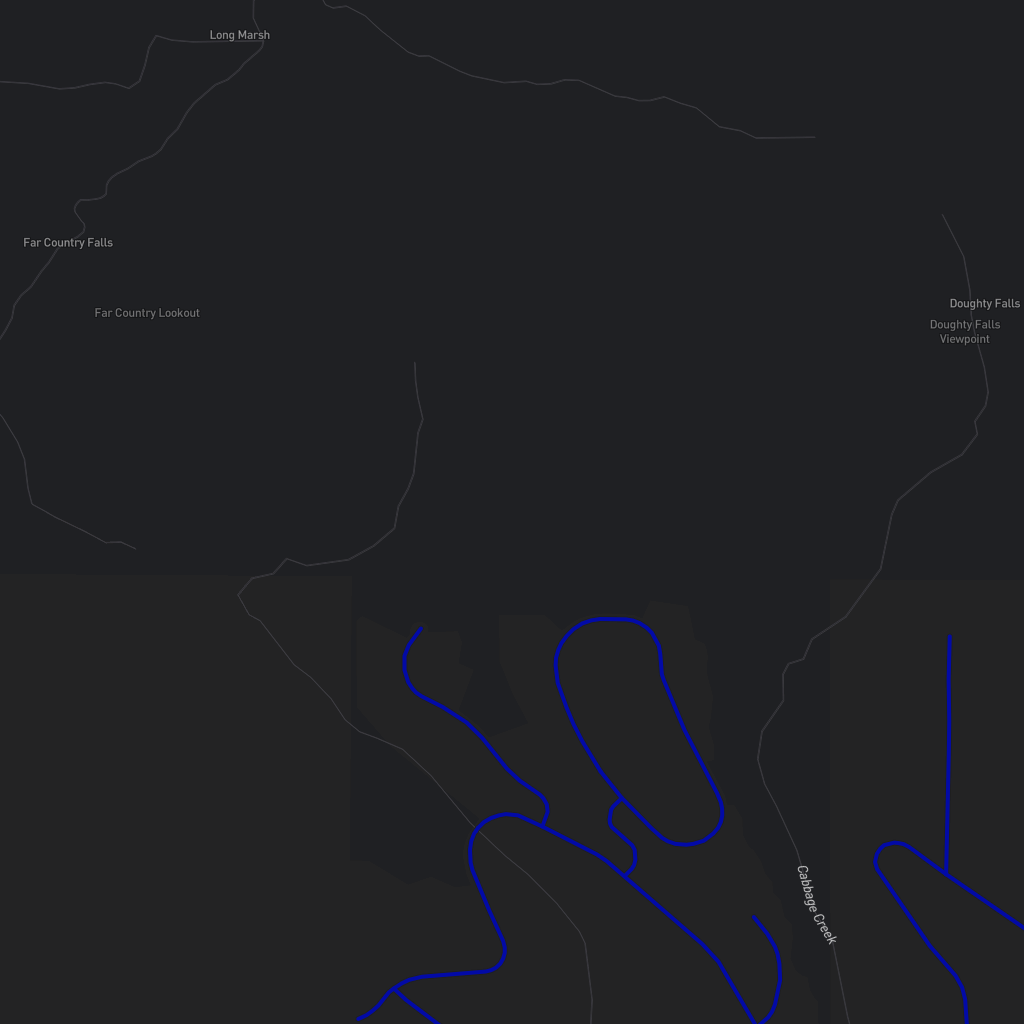 Long Marsh
Far Country Falls
Far Country Lookout
Doughty Falls
Doughty Falls
Viewpoint
Cabbage Creek